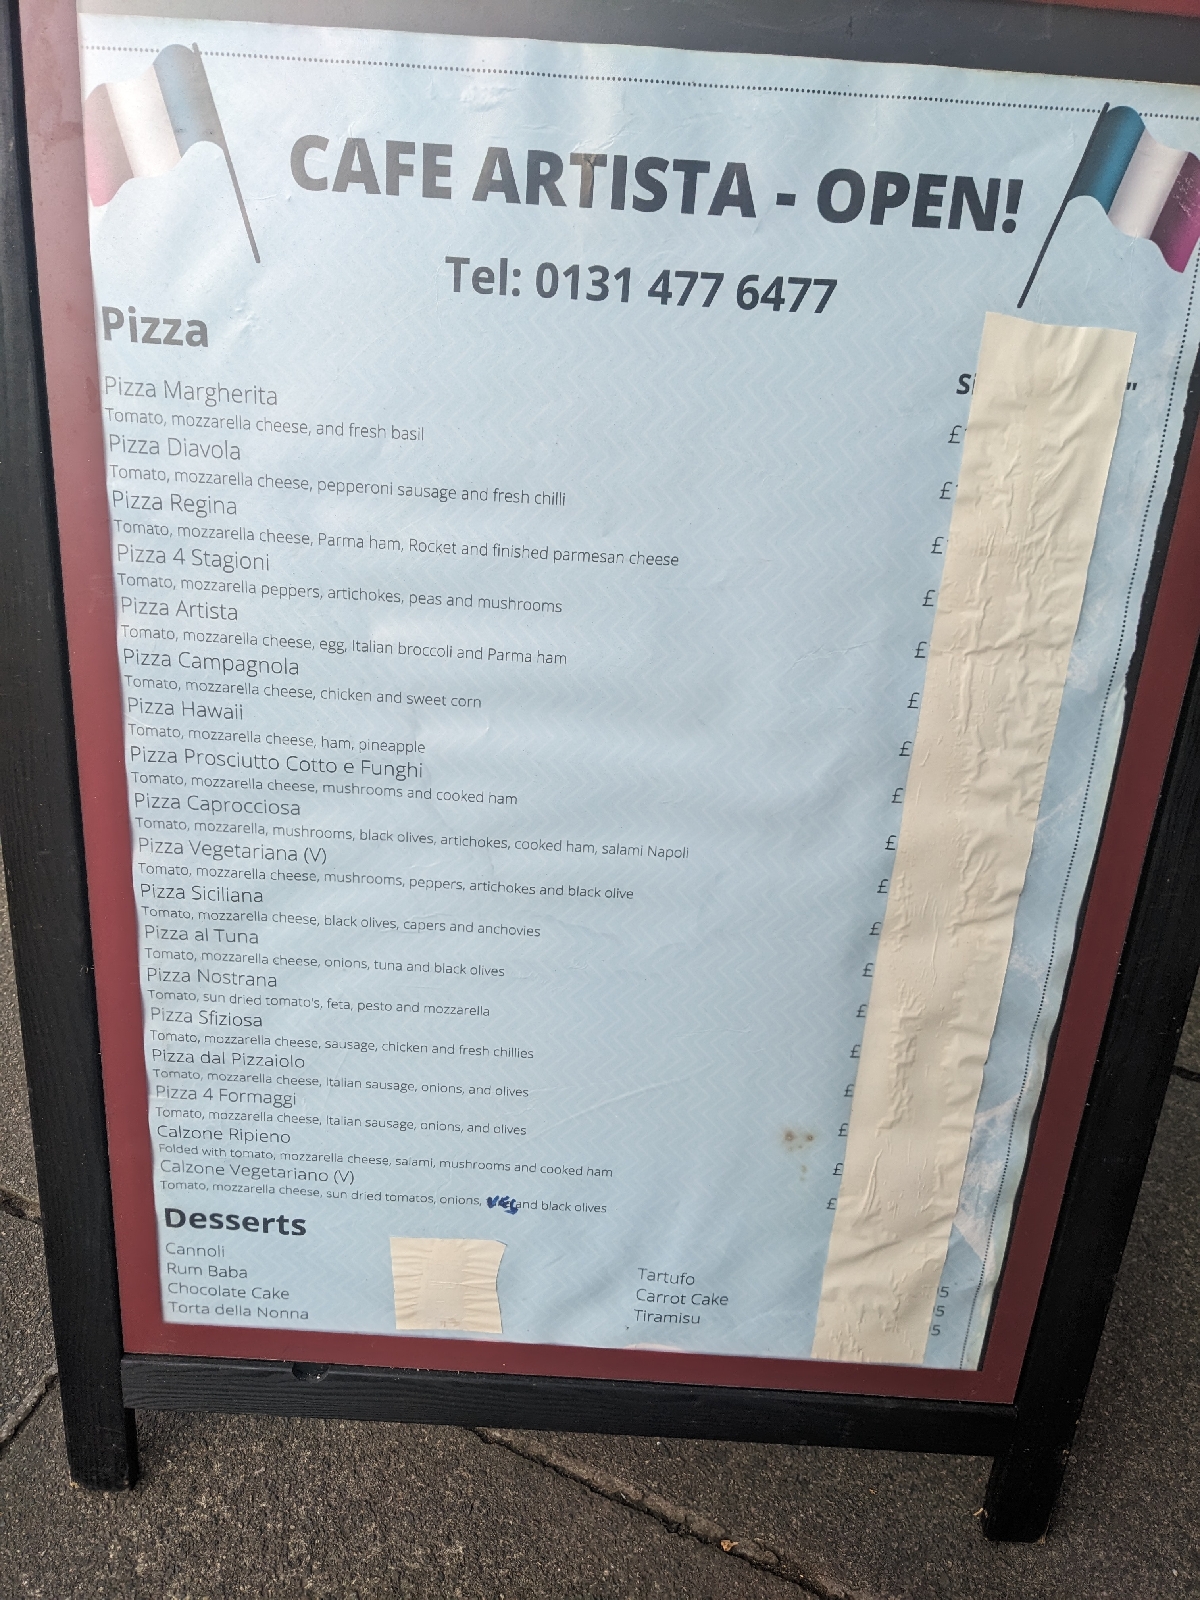 CAFE ARTISTA - OPEN!
Tel: 0131 477 6477
Pizza
Pizza Margherita
Tomato, mozzarella cheese, and fresh basil £
Pizza Diavola
Tomato, mozzarella cheese, pepperoni sausage and fresh chilli £
Pizza Regina
Tomato, mozzarella cheese, Parma ham, Rocket and finished parmesan cheese £
Pizza 4 Stagioni
Tomato, mozzarella peppers, artichokes, peas and mushrooms £
Pizza Artista
Tomato, mozzarella cheese, egg, Italian broccoli and Parma ham £
Pizza Campagnola
Tomato, mozzarella cheese, chicken and sweet corn £
Pizza Hawaii
Tomato, mozzarella cheese, ham, pineapple £
Pizza Prosciutto Cotto e Funghi
Tomato, mozzarella cheese, mushrooms and cooked ham £
Pizza Caprocciosa
Tomato, mozzarella, mushrooms, black olives, artichokes, cooked ham, salami Napoli £
Pizza Vegetariana (V)
Tomato, mozzarella cheese, mushrooms, peppers, artichokes and black olive £
Pizza Siciliana
Tomato, mozzarella cheese, black olives, capers and anchovies £
Pizza al Tuna
Tomato, mozzarella cheese, onions, tuna and black olives £
Pizza Nostrana
Tomato, sun dried tomato's, feta, pesto and mozzarella £
Pizza Sfiziosa
Tomato, mozzarella cheese, sausage, chicken and fresh chillies £
Pizza dal Pizzaiolo
Tomato, mozzarella cheese, Italian sausage, onions, and olives £
Pizza 4 Formaggi
Tomato, mozzarella cheese, Italian sausage, onions, and olives £
Calzone Ripieno
Folded with tomato, mozzarella cheese, salami, mushrooms and cooked ham £
Calzone Vegetariano (V)
Tomato, mozzarella cheese, sun dried tomatos, onions, and black olives £
Desserts
Cannoli
Rum Baba
Chocolate Cake
Torta della Nonna
Tartufo
Carrot Cake
Tiramisu